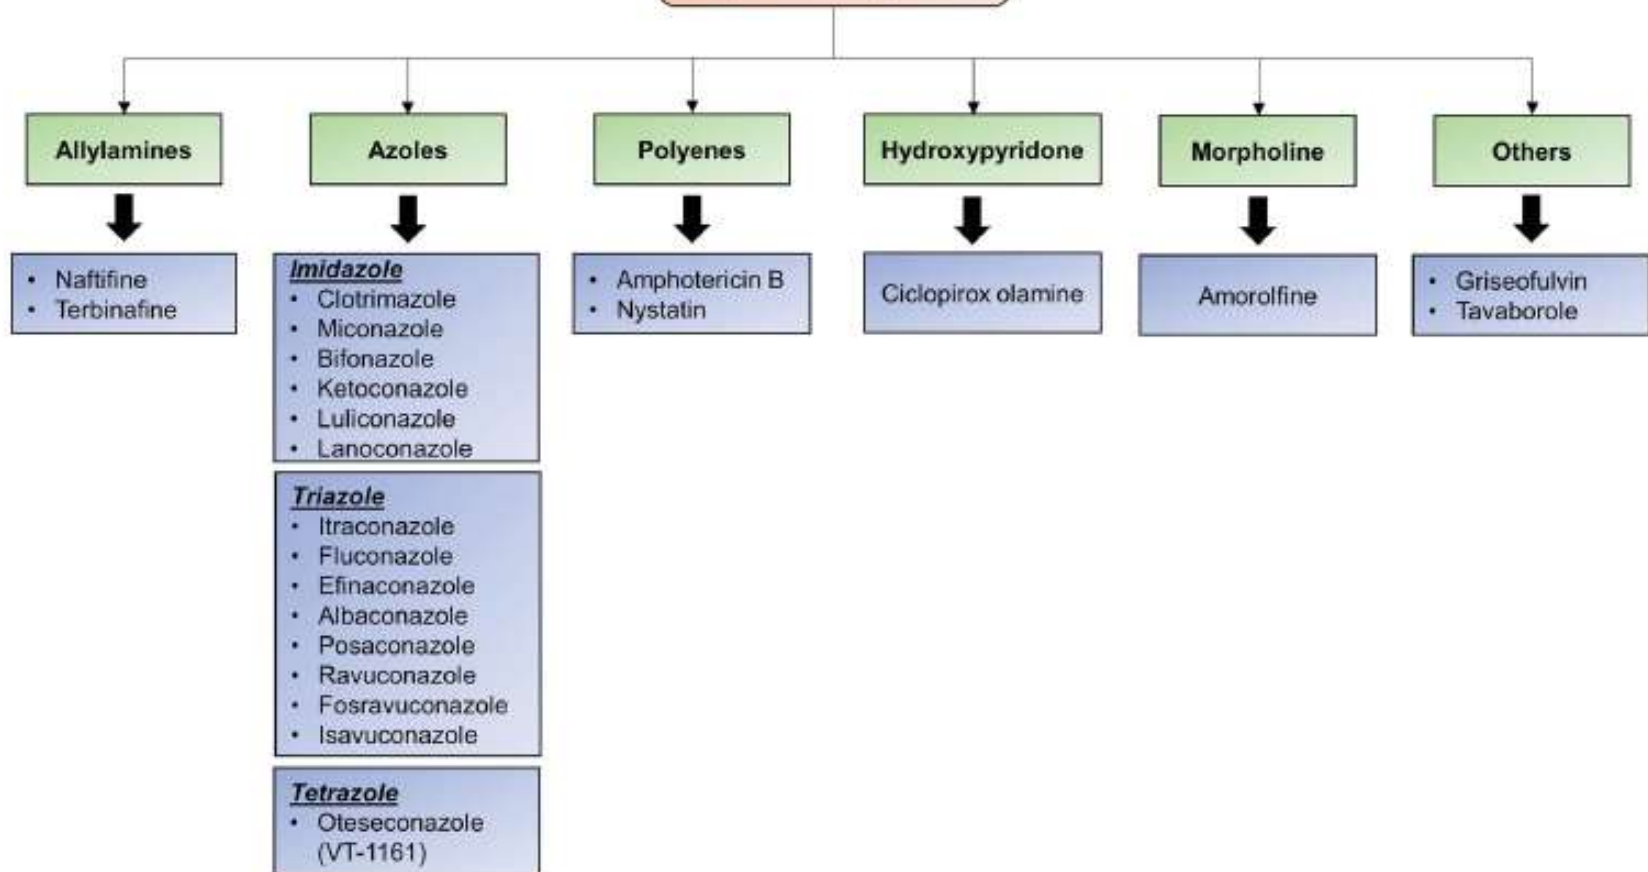 Allylamines
• Naftifine
• Terbinafine
Azoles
Imidazole
• Clotrimazole
• Miconazole
• Bifonazole
• Ketoconazole
• Luliconazole
• Lanoconazole
Triazole
• Itraconazole
• Fluconazole
• Efinaconazole
• Albaconazole
• Posaconazole
• Ravuconazole
• Fosravuconazole
• Isavuconazole
Tetrazole
• Oteseconazole
(VT-1161)
Polyenes
• Amphotericin B
• Nystatin
Hydroxypyridone
Ciclopirox olamine
Morpholine
Amorolfine
Others
• Griseofulvin
• Tavaborole